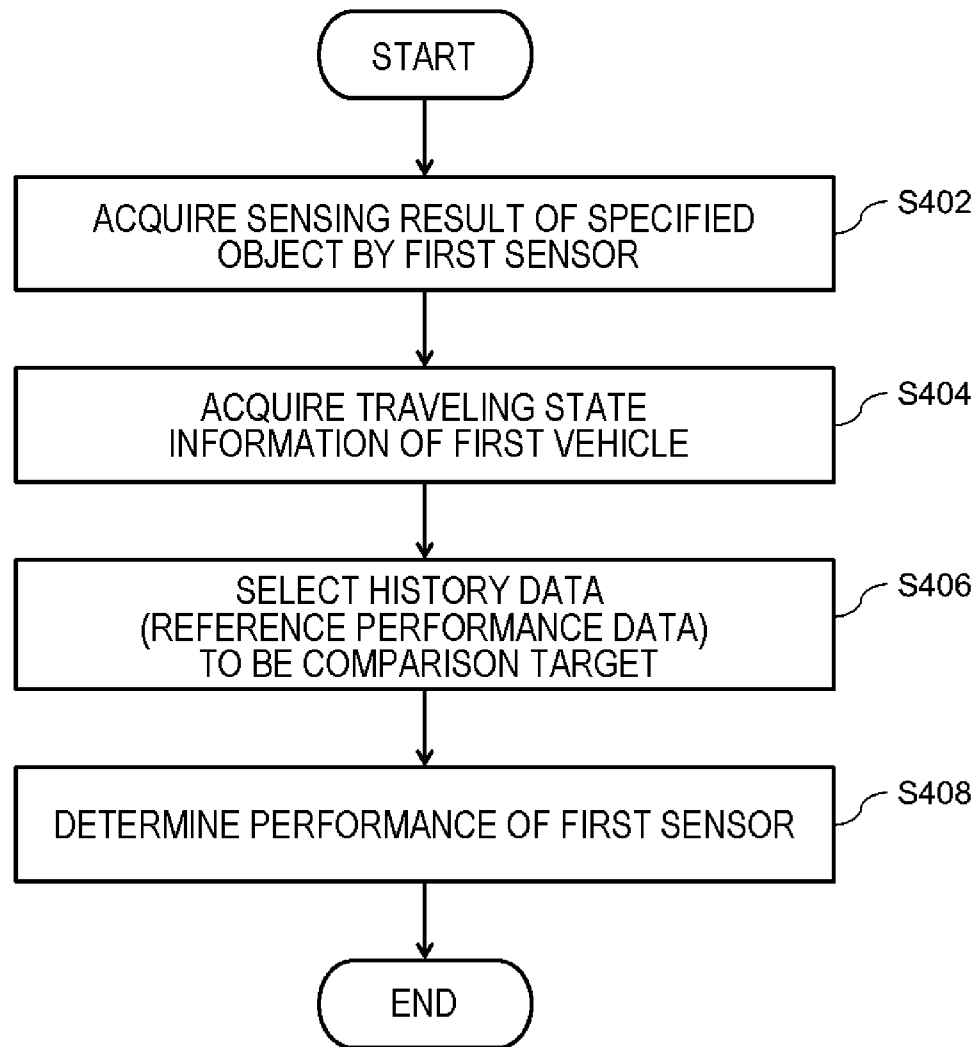 START
ACQUIRE SENSING RESULT OF SPECIFIED
OBJECT BY FIRST SENSOR
S402
ACQUIRE TRAVELING STATE
INFORMATION OF FIRST VEHICLE
S404
SELECT HISTORY DATA
(REFERENCE PERFORMANCE DATA)
TO BE COMPARISON TARGET
S406
DETERMINE PERFORMANCE OF FIRST SENSOR
S408
END